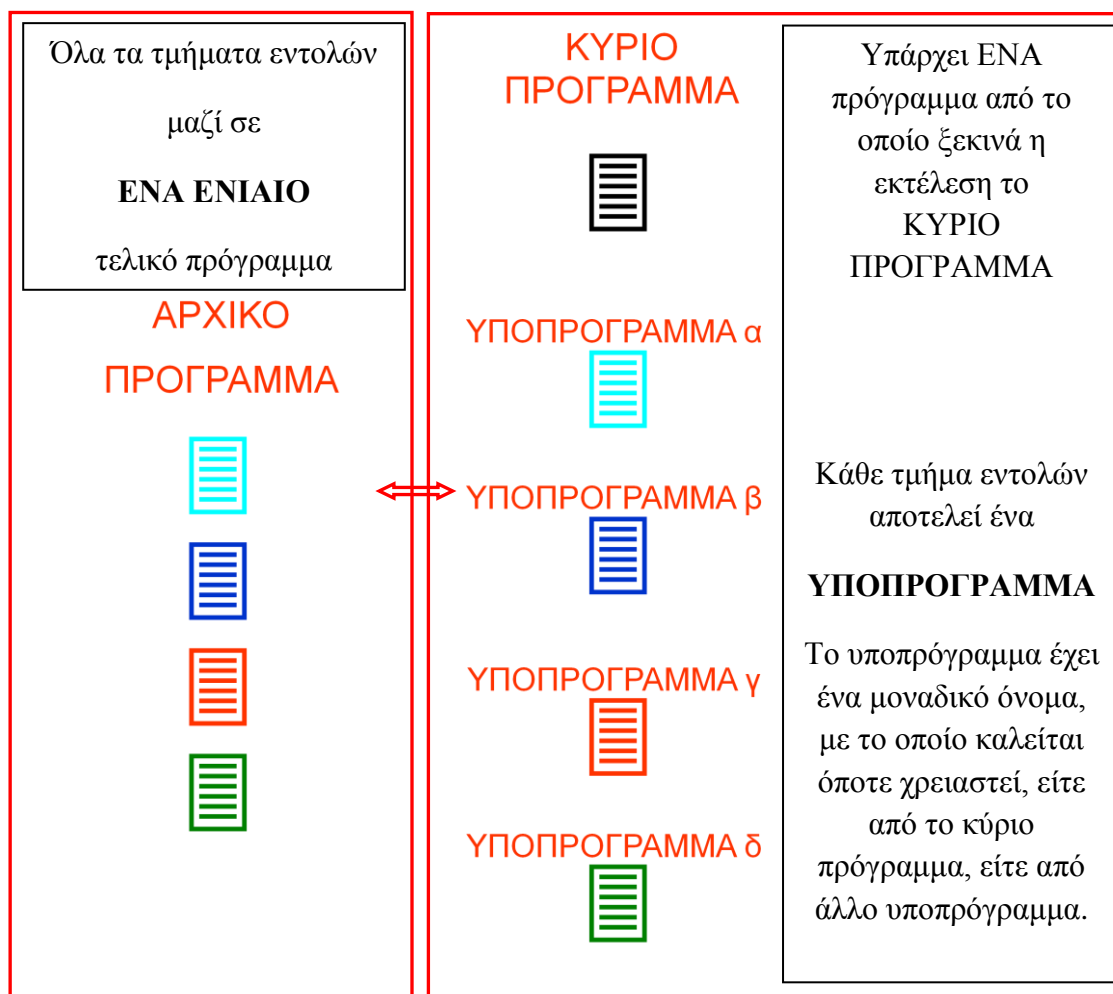 Όλα τα τμήματα εντολών
μαζί σε
ΕΝΑ ΕΝΙΑΙΟ
τελικό πρόγραμμα
ΑΡΧΙΚΟ
ΠΡΟΓΡΑΜΜΑ
ΚΥΡΙΟ
ΠΡΟΓΡΑΜΜΑ
ΥΠΟΠΡΟΓΡΑΜΜΑ α
ΥΠΟΠΡΟΓΡΑΜΜΑ β
ΥΠΟΠΡΟΓΡΑΜΜΑ γ
ΥΠΟΠΡΟΓΡΑΜΜΑ δ
Υπάρχει ΕΝΑ
πρόγραμμα από το
οποίο ξεκινά η
εκτέλεση το
ΚΥΡΙΟ
ΠΡΟΓΡΑΜΜΑ
Κάθε τμήμα εντολών
αποτελεί ένα
ΥΠΟΠΡΟΓΡΑΜΜΑ
Το υποπρόγραμμα έχει
ένα μοναδικό όνομα,
με το οποίο καλείται
όποτε χρειαστεί, είτε
από το κύριο
πρόγραμμα, είτε από
άλλο υποπρόγραμμα.